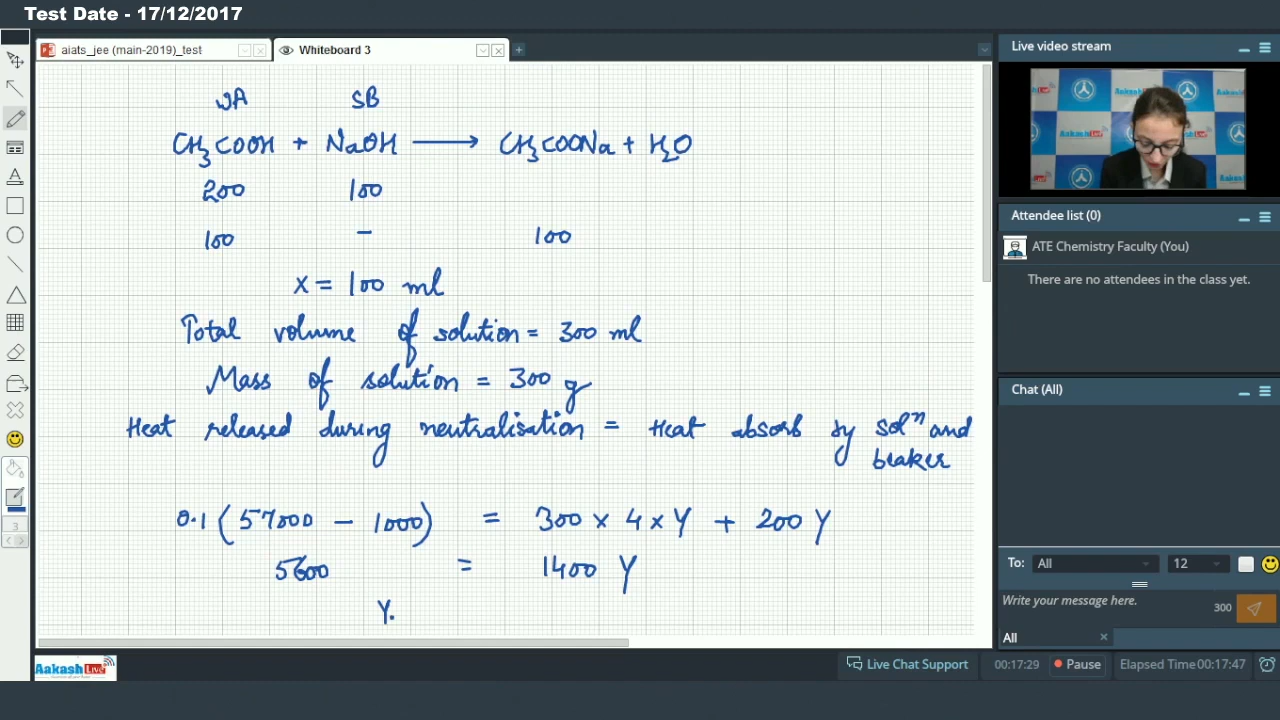 Test Date - 17/12/2017
aiats_jee (main-2019)_test
Whiteboard 3
Live video stream
WA SB
CH3COOH + NaOH → CH3COONa + H2O
200 100
100 – 100
x = 100 ml
Total volume of solution = 300 ml
Mass of solution = 300 g
Heat released during neutralisation = Heat absorb by solⁿ and
beaker
0.1 (57000 – 1000) = 300 × 4 × Y + 200 Y
5600 = 1400 Y
Y.
3
Attendee list (0)
ATE Chemistry Faculty (You)
There are no attendees in the class yet.
Chat (All)
To: All 12
Write your message here.
300
All
Aakash Live
Live Chat Support
00:17:29
Pause
Elapsed Time 00:17:47